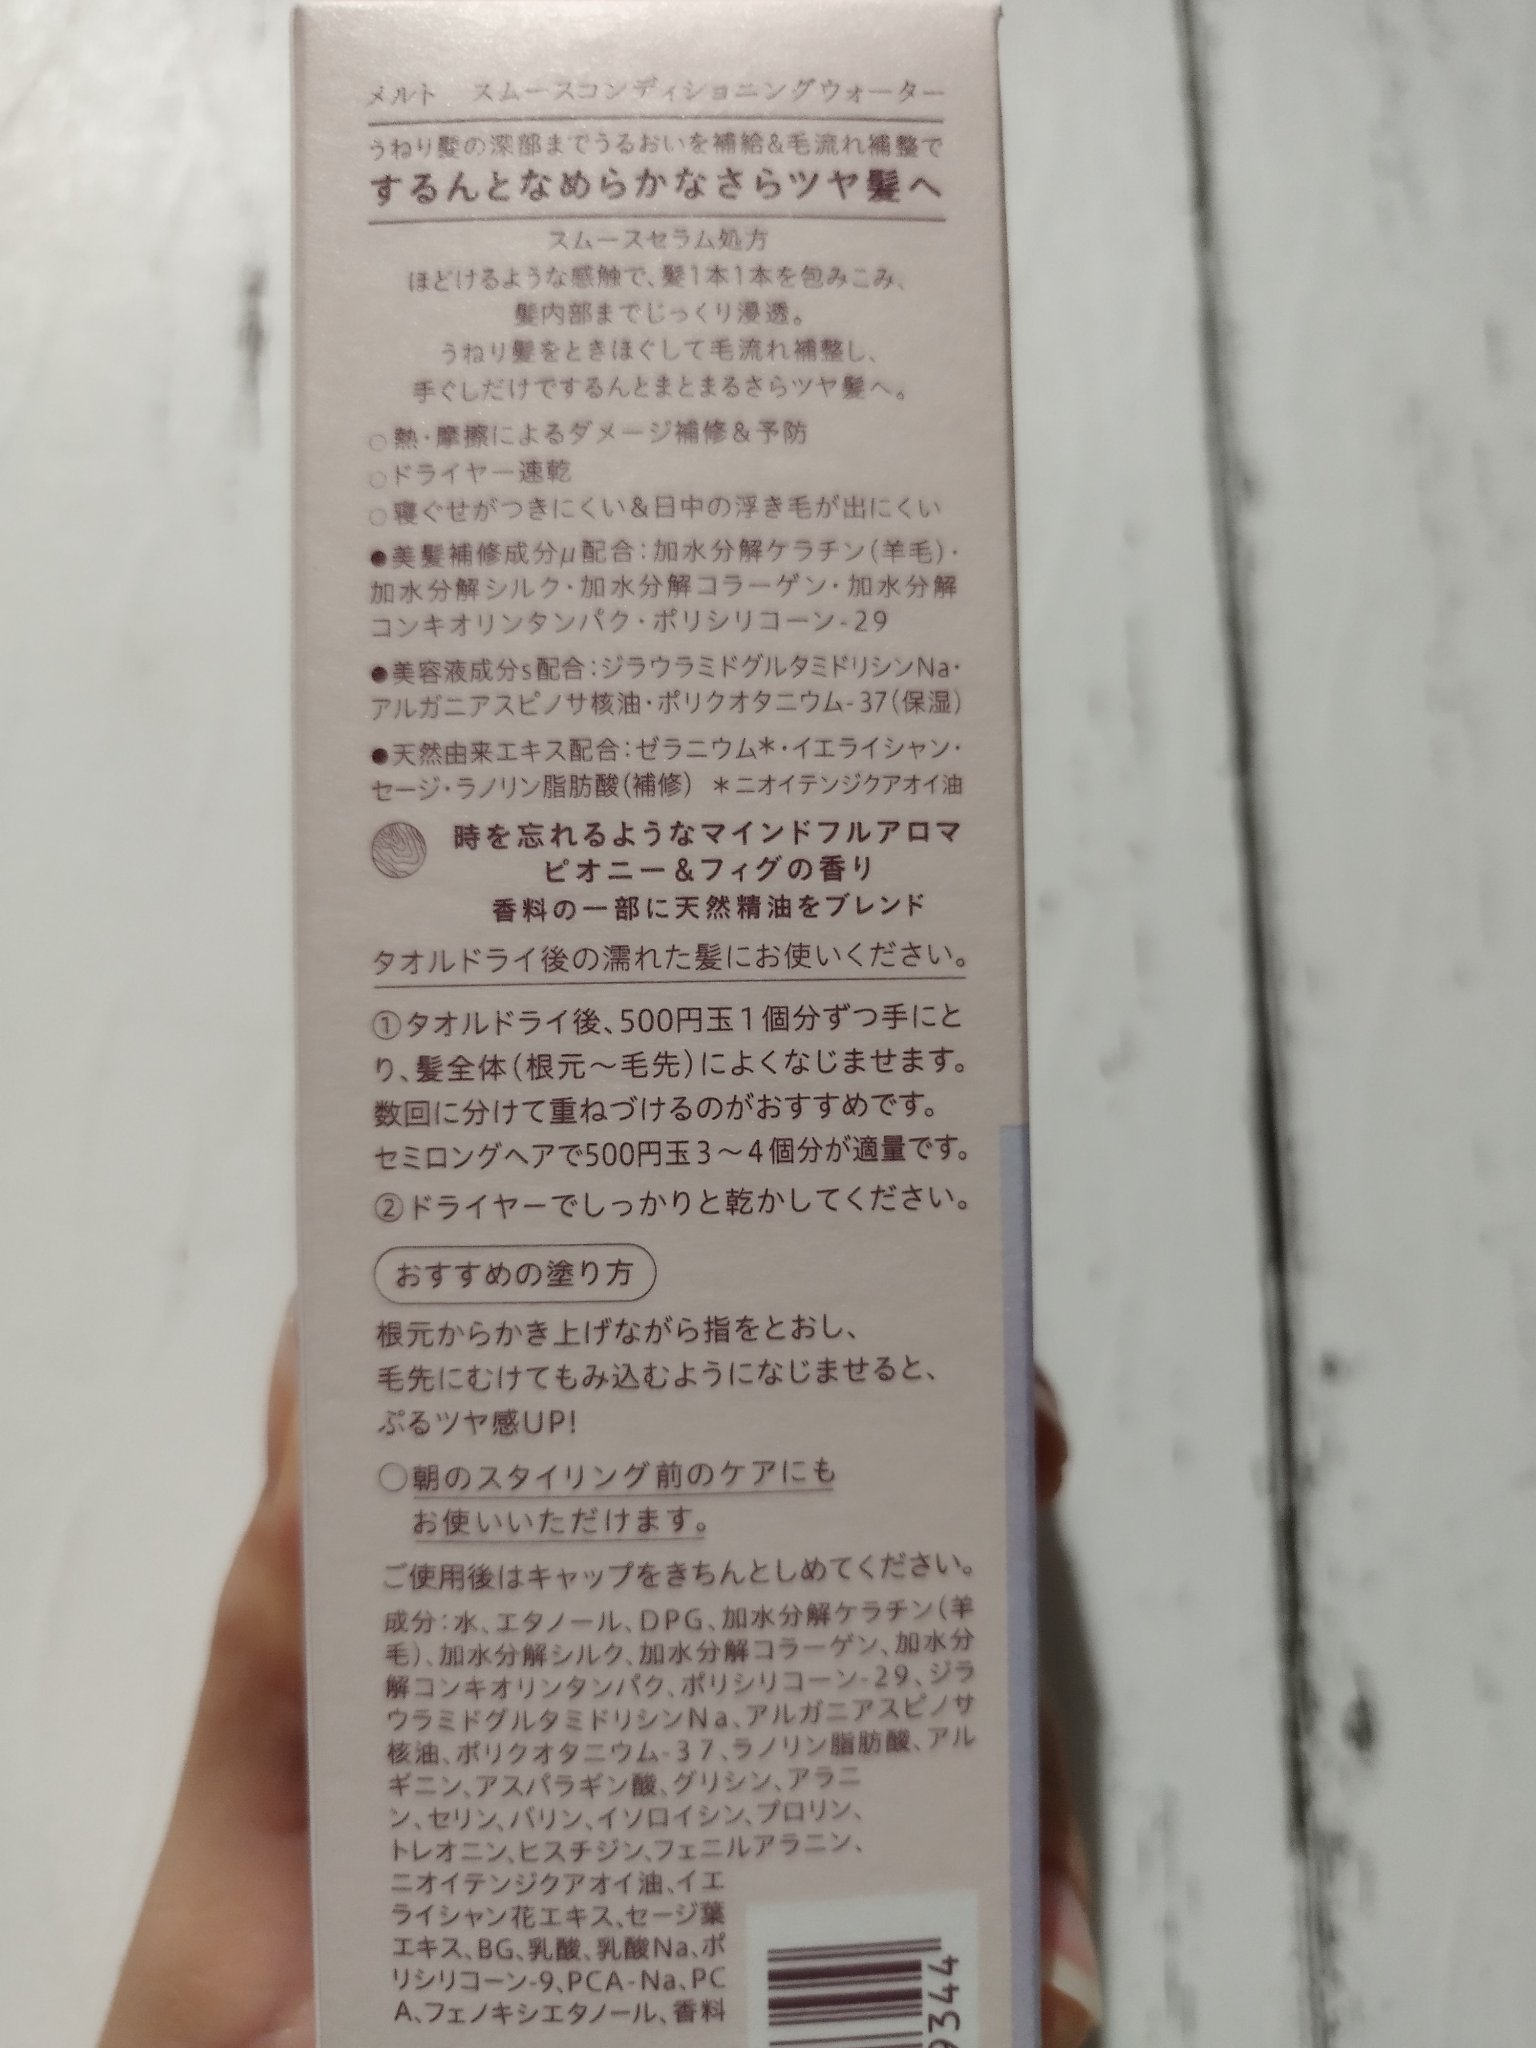 メルト　スムースコンディショニングウォーター
うねり髪の深部までうるおいを補給&毛流れ補整で
するんとなめらかなさらツヤ髪へ
スムースセラム処方
ほどけるような感触で、髪1本1本を包みこみ、
髪内部までじっくり浸透。
うねり髪をときほぐして毛流れ補整し、
手ぐしだけでするんとまとまるさらツヤ髪へ。
○熱・摩擦によるダメージ補修&予防
○ドライヤー速乾
○寝ぐせがつきにくい&日中の浮き毛が出にくい
●美髪補修成分μ配合：加水分解ケラチン(羊毛)・
加水分解シルク・加水分解コラーゲン・加水分解
コンキオリンタンパク・ポリシリコーン-29
●美容液成分s配合：ジラウラミドグルタミドリシンNa・
アルガニアスピノサ核油・ポリクオタニウム-37(保湿)
●天然由来エキス配合：ゼラニウム*・イエライシャン・
セージ・ラノリン脂肪酸(補修)　*ニオイテンジクアオイ油
時を忘れるようなマインドフルアロマ
ピオニー&フィグの香り
香料の一部に天然精油をブレンド
タオルドライ後の濡れた髪にお使いください。
①タオルドライ後、500円玉1個分ずつ手にと
り、髪全体(根元～毛先)によくなじませます。
数回に分けて重ねづけるのがおすすめです。
セミロングヘアで500円玉3～4個分が適量です。
②ドライヤーでしっかりと乾かしてください。
おすすめの塗り方
根元からかき上げながら指をとおし、
毛先にむけてもみ込むようになじませると、
ぷるツヤ感UP!
○朝のスタイリング前のケアにも
お使いいただけます。
ご使用後はキャップをきちんとしめてください。
成分：水、エタノール、DPG、加水分解ケラチン(羊
毛)、加水分解シルク、加水分解コラーゲン、加水分
解コンキオリンタンパク、ポリシリコーン-29、ジラ
ウラミドグルタミドリシンNa、アルガニアスピノサ
核油、ポリクオタニウム-37、ラノリン脂肪酸、アル
ギニン、アスパラギン酸、グリシン、アラニ
ン、セリン、バリン、イソロイシン、プロリン、
トレオニン、ヒスチジン、フェニルアラニン、
ニオイテンジクアオイ油、イエ
ライシャン花エキス、セージ葉
エキス、BG、乳酸、乳酸Na、ポ
リシリコーン-9、PCA-Na、PC
A、フェノキシエタノール、香料
9344